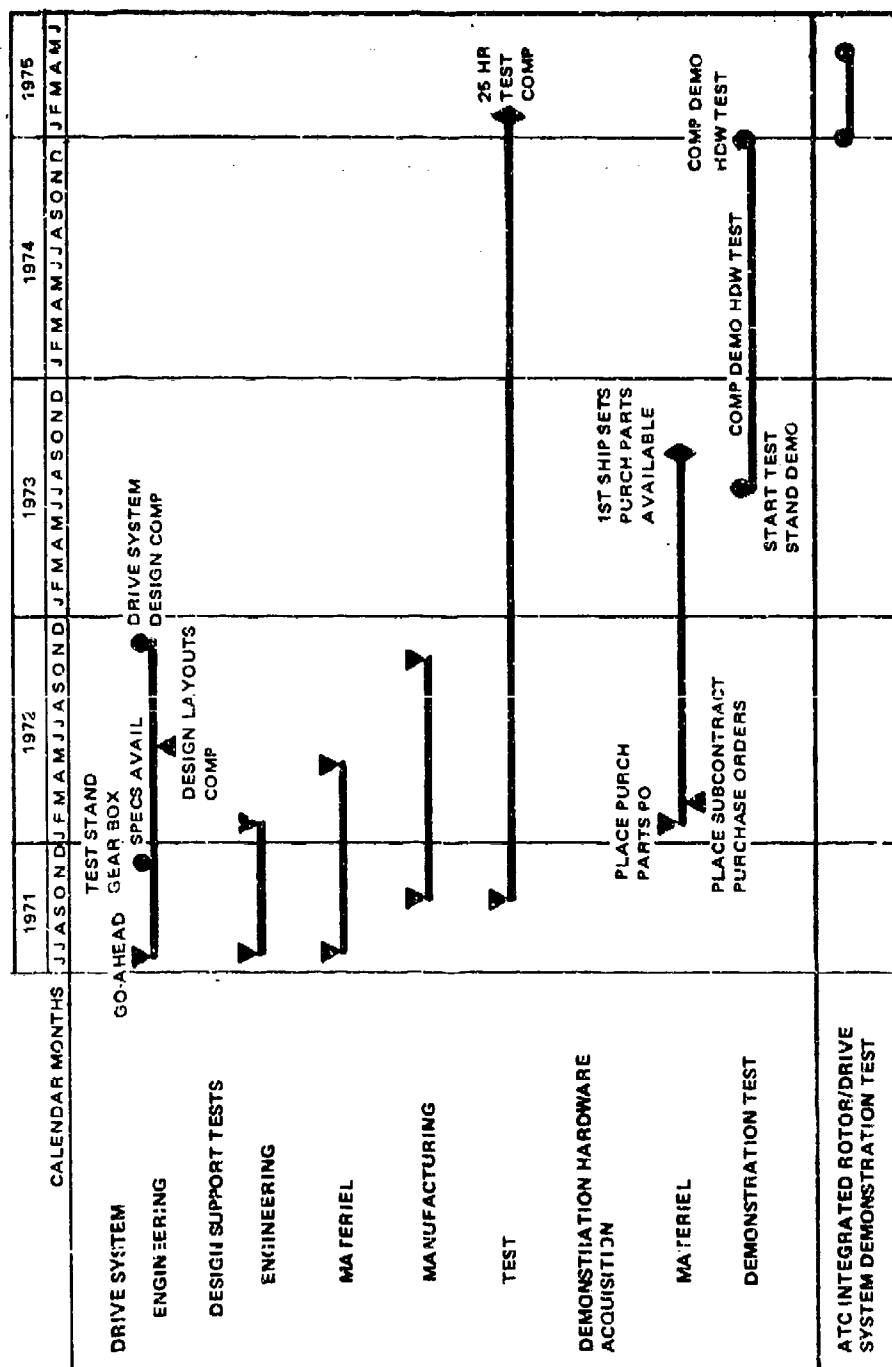 1971 1972 1973 1974 1975
CALENDAR MONTHS J J A S O N D J F M A M J J A S O N D J F M A M J J A S O N D J F M A M J J A S O N D J F M A M J
DRIVE SYSTEM
ENGINEERING
GO-AHEAD
TEST STAND
GEAR BOX
SPECS AVAIL
DESIGN LAYOUTS
COMP
DRIVE SYSTEM
DESIGN COMP
DESIGN SUPPORT TESTS
ENGINEERING
MATERIEL
MANUFACTURING
TEST
25 HR
TEST
COMP
DEMONSTRATION HARDWARE
ACQUISITION
MATERIEL
PLACE PURCH
PARTS PO
PLACE SUBCONTRACT
PURCHASE ORDERS
1ST SHIP SETS
PURCH PARTS
AVAILABLE
DEMONSTRATION TEST
START TEST
STAND DEMO
COMP DEMO HDW TEST
COMP DEMO
HDW TEST
ATC INTEGRATED ROTOR/DRIVE
SYSTEM DEMONSTRATION TEST